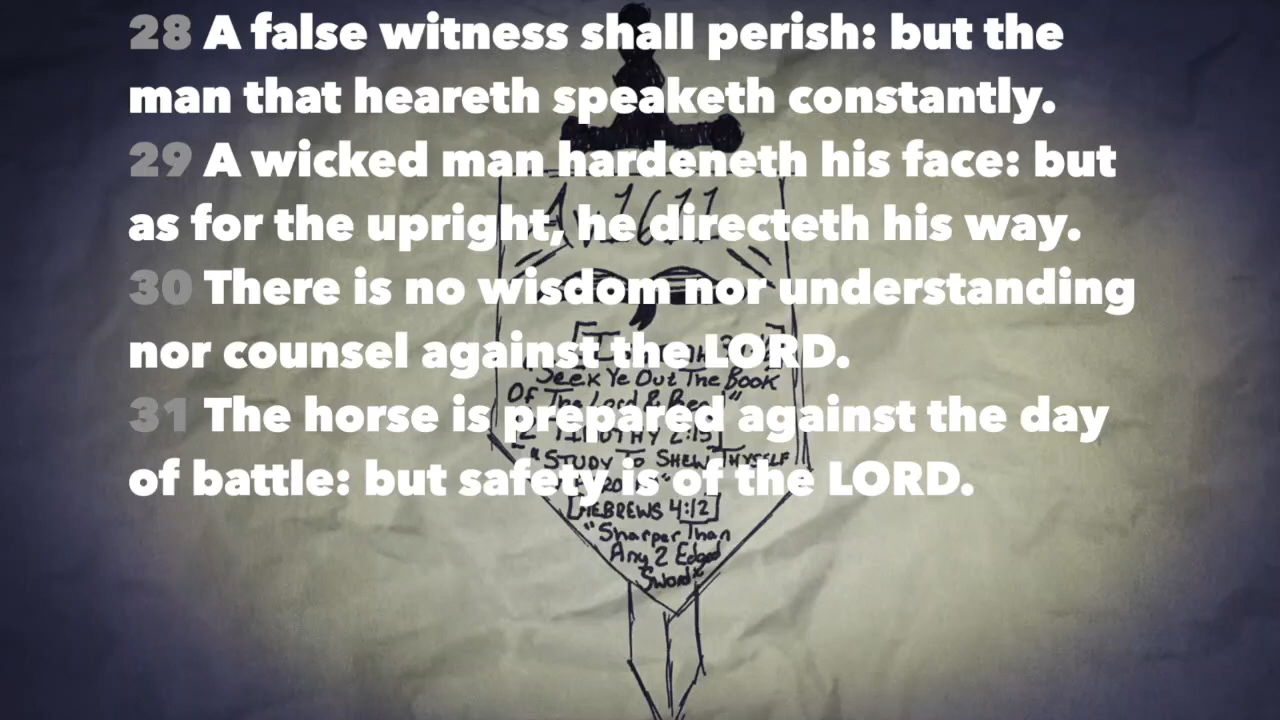 28 A false witness shall perish: but the
man that heareth speaketh constantly.
29 A wicked man hardeneth his face: but
as for the upright, he directeth his way.
30 There is no wisdom nor understanding
nor counsel against the LORD.
31 The horse is prepared against the day
of battle: but safety is of the LORD.
Av1611
"Seek Ye Out The Book
Of The Lord &
2 TIMOTHY 2:15]
"STUDY TO SHEW THYSELF
[HEBREWS 4:12]
"Sharper Than
Any 2 Edged
Sword"